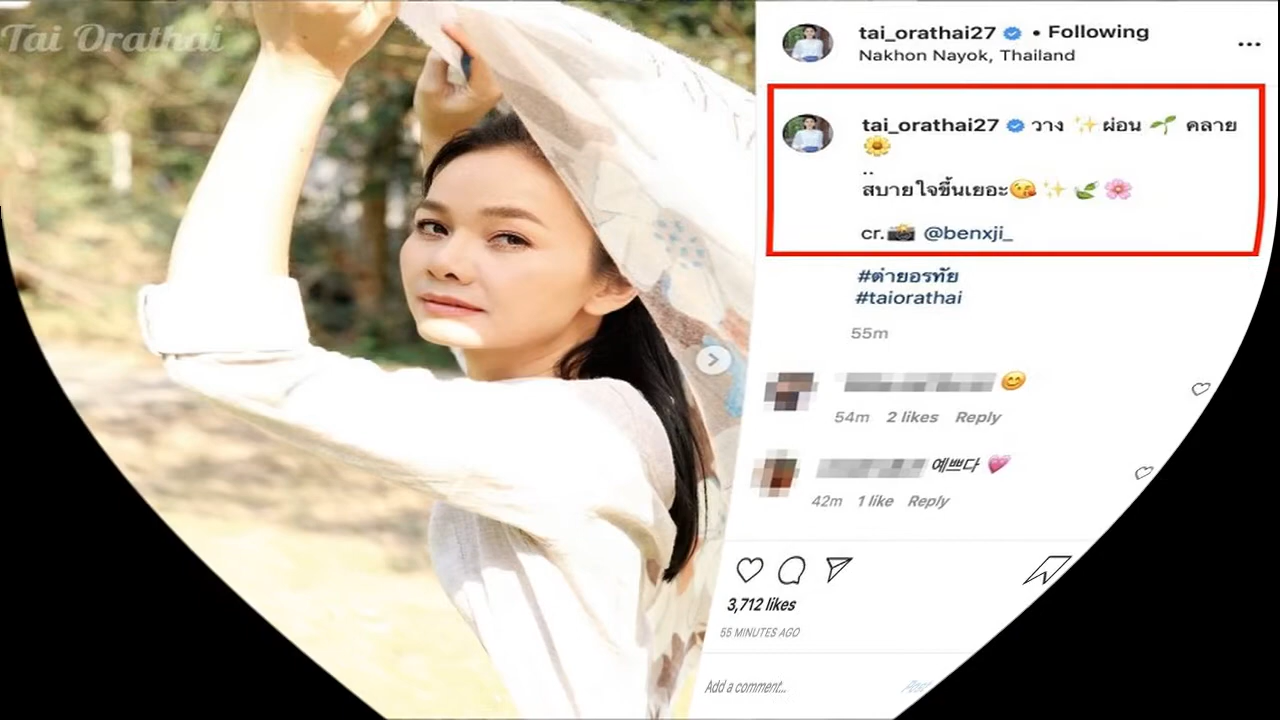 Tai Orathai
tai_orathai27 • Following
Nakhon Nayok, Thailand
tai_orathai27 วาง ✨ผ่อน 🌱 คลาย
🌼
..
สบายใจขึ้นเยอะ😘✨🍃🌸
cr.📸 @benxji_
#ต่ายอรทัย
#taiorathai
55m
😊
54m 2 likes Reply
예쁘다 💗
42m 1 like Reply
3,712 likes
55 MINUTES AGO
Add a comment...
Post